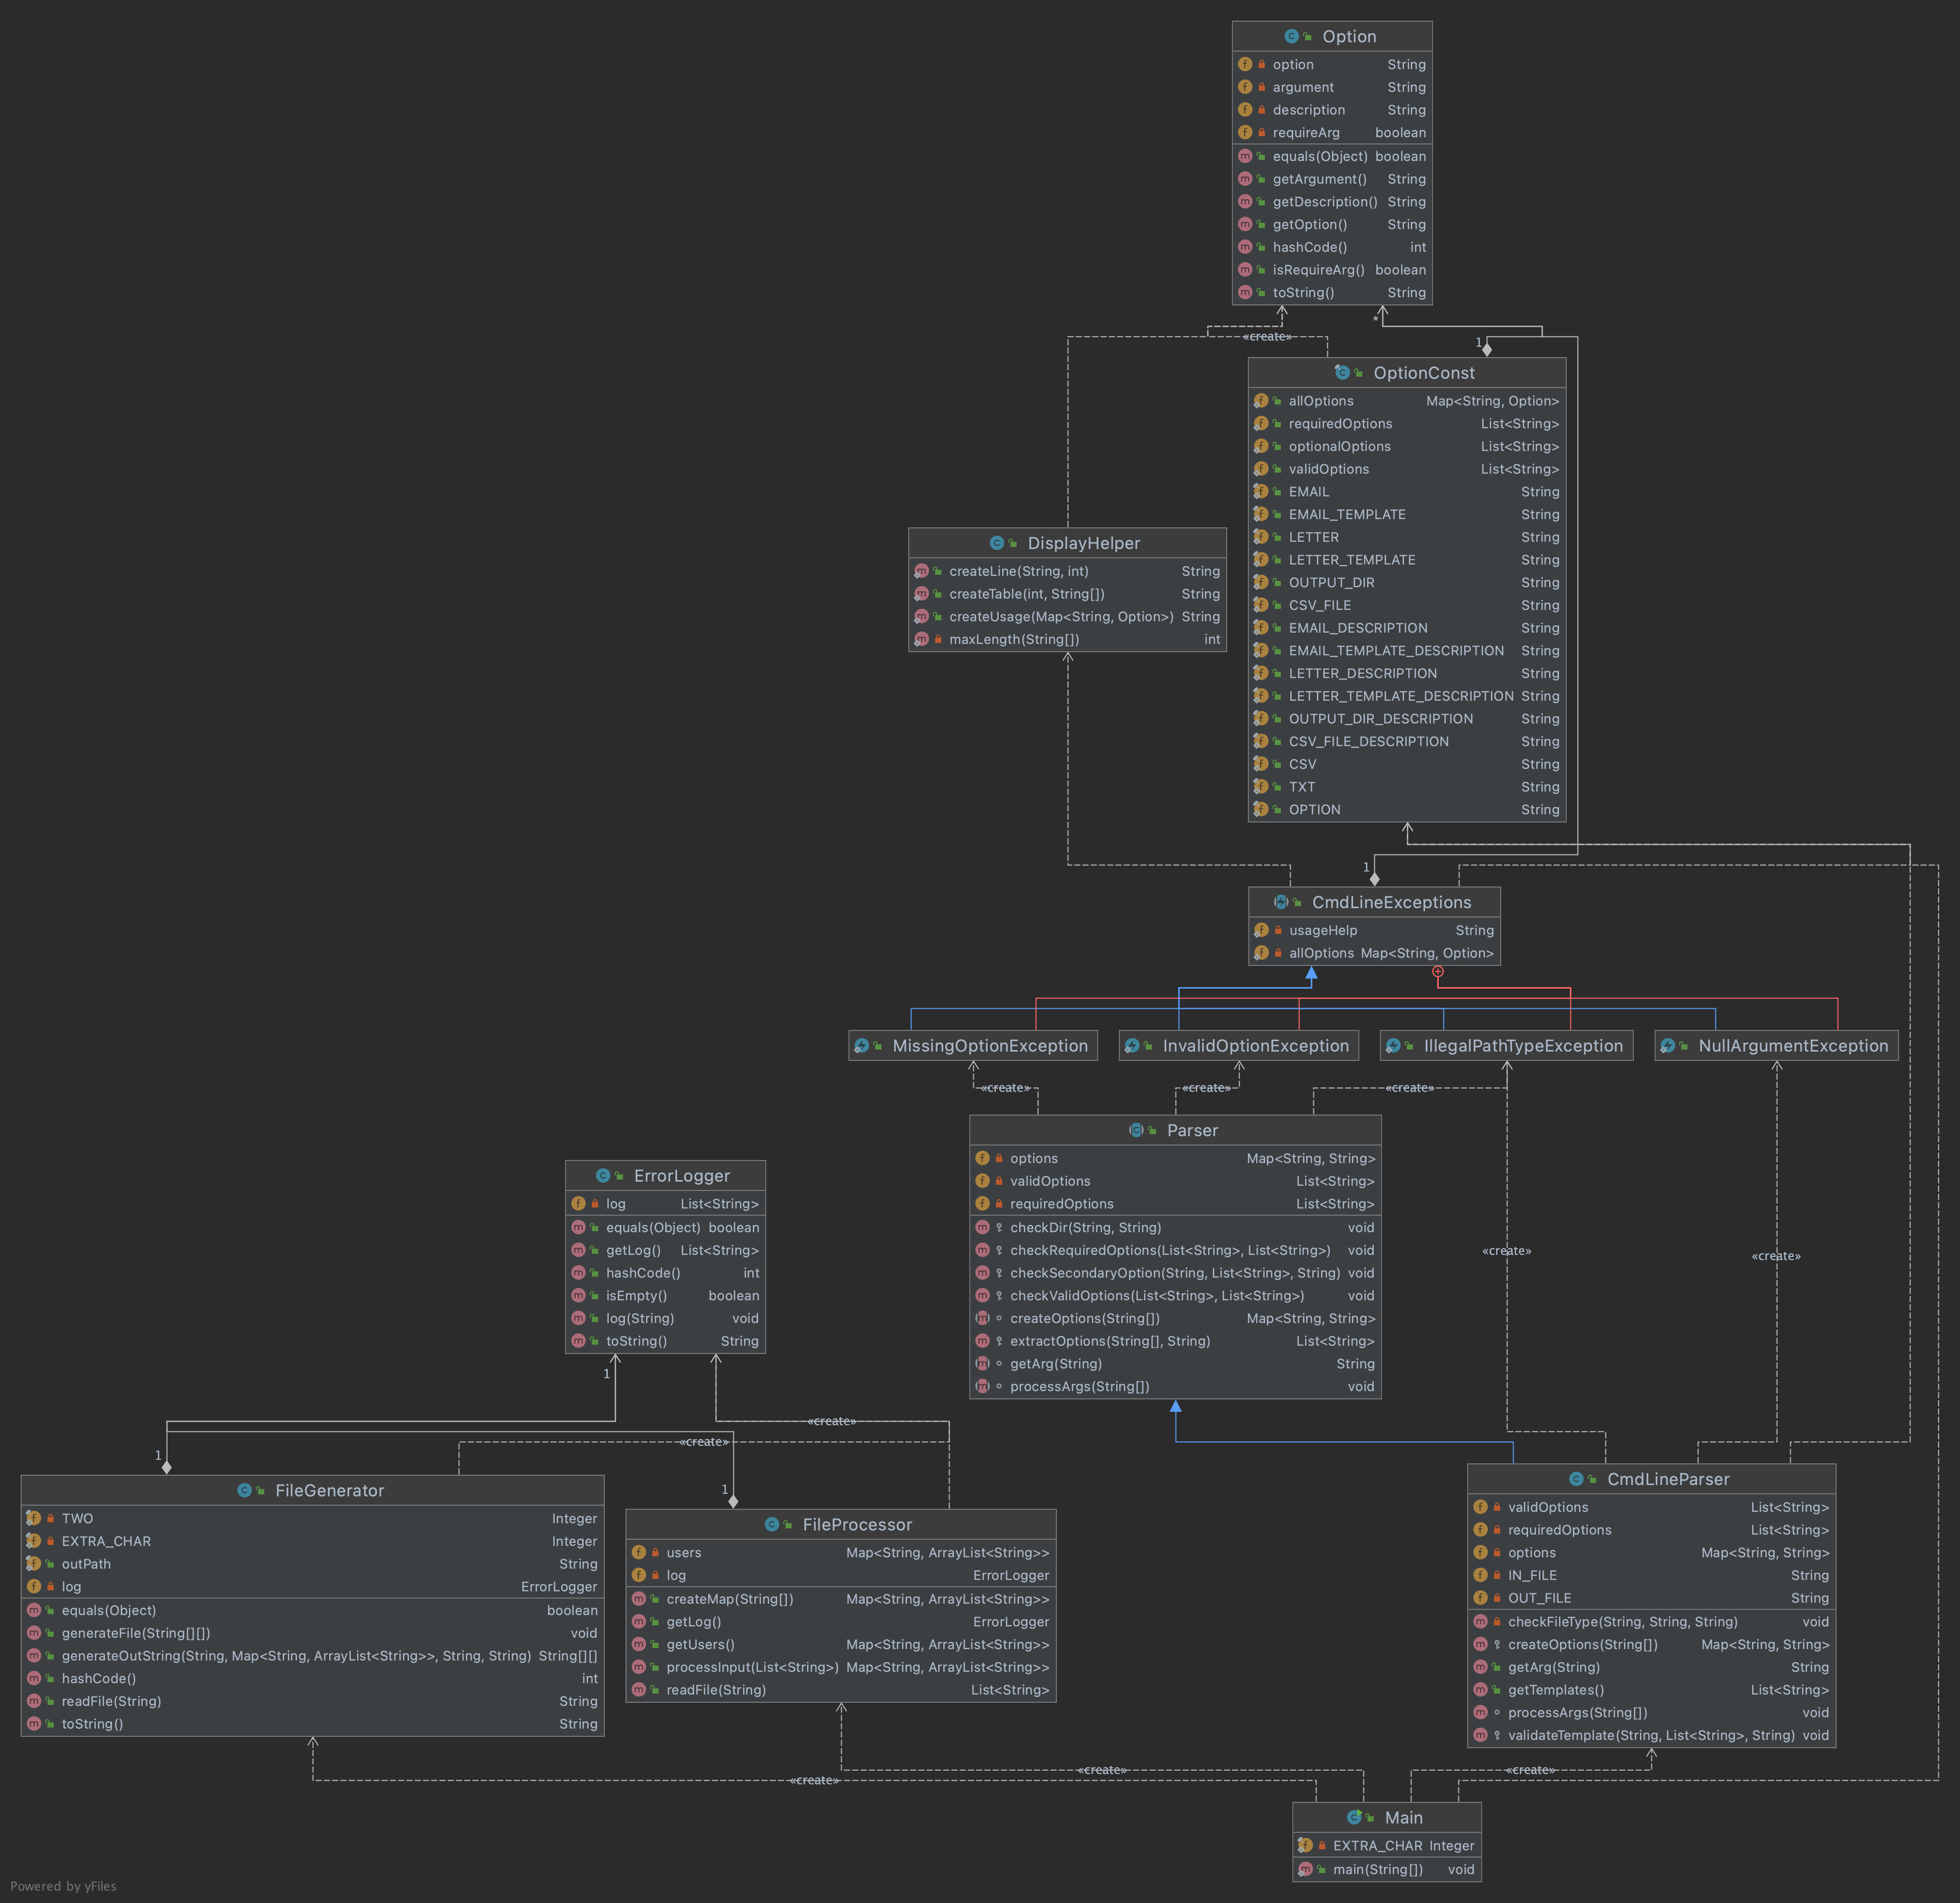 Option
option String
argument String
description String
requireArg boolean
equals(Object) boolean
getArgument() String
getDescription() String
getOption() String
hashCode() int
isRequireArg() boolean
toString() String
*
«create»
1
OptionConst
allOptions Map<String, Option>
requiredOptions List<String>
optionalOptions List<String>
validOptions List<String>
EMAIL String
EMAIL_TEMPLATE String
LETTER String
LETTER_TEMPLATE String
OUTPUT_DIR String
CSV_FILE String
EMAIL_DESCRIPTION String
EMAIL_TEMPLATE_DESCRIPTION String
LETTER_DESCRIPTION String
LETTER_TEMPLATE_DESCRIPTION String
OUTPUT_DIR_DESCRIPTION String
CSV_FILE_DESCRIPTION String
CSV String
TXT String
OPTION String
DisplayHelper
createLine(String, int) String
createTable(int, String[]) String
createUsage(Map<String, Option>) String
maxLength(String[]) int
1
CmdLineExceptions
usageHelp String
allOptions Map<String, Option>
MissingOptionException
InvalidOptionException
IllegalPathTypeException
NullArgumentException
«create»
«create»
«create»
Parser
options Map<String, String>
validOptions List<String>
requiredOptions List<String>
checkDir(String, String) void
checkRequiredOptions(List<String>, List<String>) void
checkSecondaryOption(String, List<String>, String) void
checkValidOptions(List<String>, List<String>) void
createOptions(String[]) Map<String, String>
extractOptions(String[], String) List<String>
getArg(String) String
processArgs(String[]) void
«create»
«create»
ErrorLogger
log List<String>
equals(Object) boolean
getLog() List<String>
hashCode() int
isEmpty() boolean
log(String) void
toString() String
1
«create»
«create»
1
1
FileGenerator
TWO Integer
EXTRA_CHAR Integer
outPath String
log ErrorLogger
equals(Object) boolean
generateFile(String[][]) void
generateOutString(String, Map<String, ArrayList<String>>, String, String) String[][]
hashCode() int
readFile(String) String
toString() String
FileProcessor
users Map<String, ArrayList<String>>
log ErrorLogger
createMap(String[]) Map<String, ArrayList<String>>
getLog() ErrorLogger
getUsers() Map<String, ArrayList<String>>
processInput(List<String>) Map<String, ArrayList<String>>
readFile(String) List<String>
CmdLineParser
validOptions List<String>
requiredOptions List<String>
options Map<String, String>
IN_FILE String
OUT_FILE String
checkFileType(String, String, String) void
createOptions(String[]) Map<String, String>
getArg(String) String
getTemplates() List<String>
processArgs(String[]) void
validateTemplate(String, List<String>, String) void
«create»
«create»
«create»
Main
EXTRA_CHAR Integer
main(String[]) void
Powered by yFiles